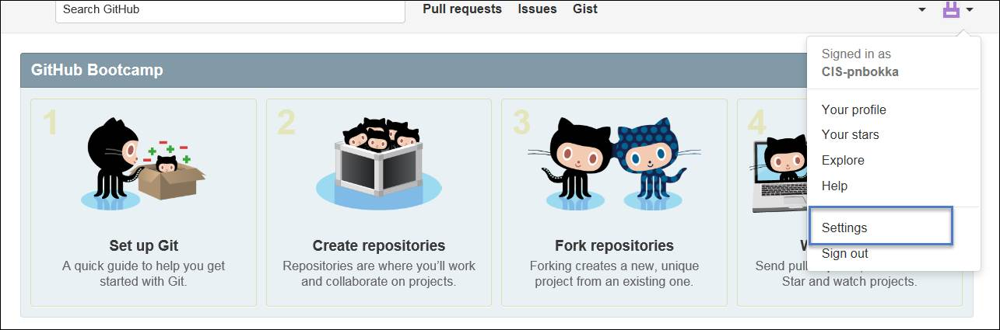 Search GitHub
Pull requests Issues Gist
Signed in as
CIS-pnbokka
Your profile
Your stars
Explore
Help
Settings
Sign out
GitHub Bootcamp
1
Set up Git
A quick guide to help you get
started with Git.
2
Create repositories
Repositories are where you’ll work
and collaborate on projects.
3
Fork repositories
Forking creates a new, unique
project from an existing one.
4
Send pull
Star and watch projects.